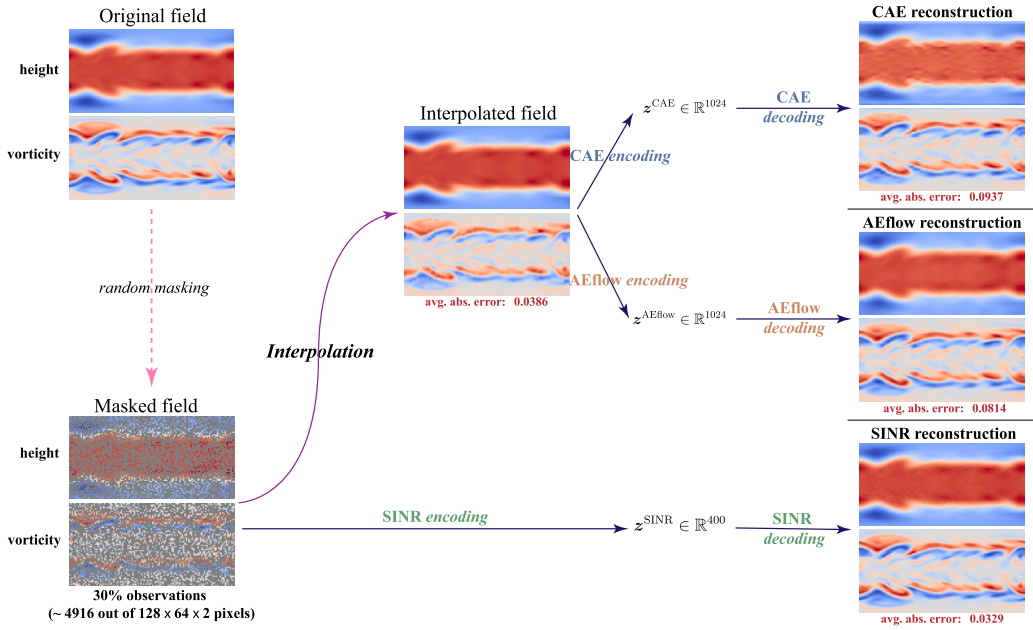 Original field
height
vorticity
random masking
Masked field
height
vorticity
30% observations
(~ 4916 out of 128 x 64 x 2 pixels)
Interpolation
Interpolated field
avg. abs. error: 0.0386
CAE encoding
AEflow encoding
SINR encoding
z^CAE ∈ ℝ^1024
z^AEflow ∈ ℝ^1024
z^SINR ∈ ℝ^400
CAE
decoding
AEflow
decoding
SINR
decoding
CAE reconstruction
avg. abs. error: 0.0937
AEflow reconstruction
avg. abs. error: 0.0814
SINR reconstruction
avg. abs. error: 0.0329